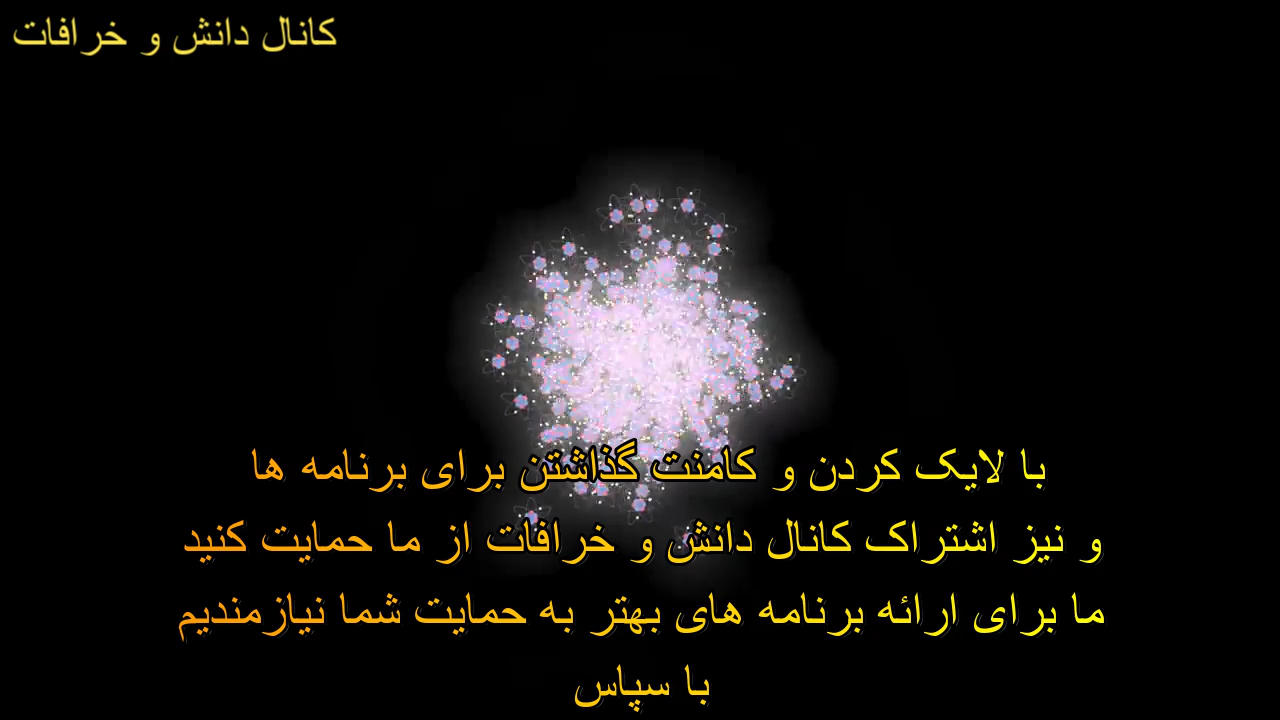 کانال دانش و خرافات
با لایک کردن و کامنت گذاشتن برای برنامه ها
و نیز اشتراک کانال دانش و خرافات از ما حمایت کنید
ما برای ارائه برنامه های بهتر به حمایت شما نیازمندیم
با سپاس